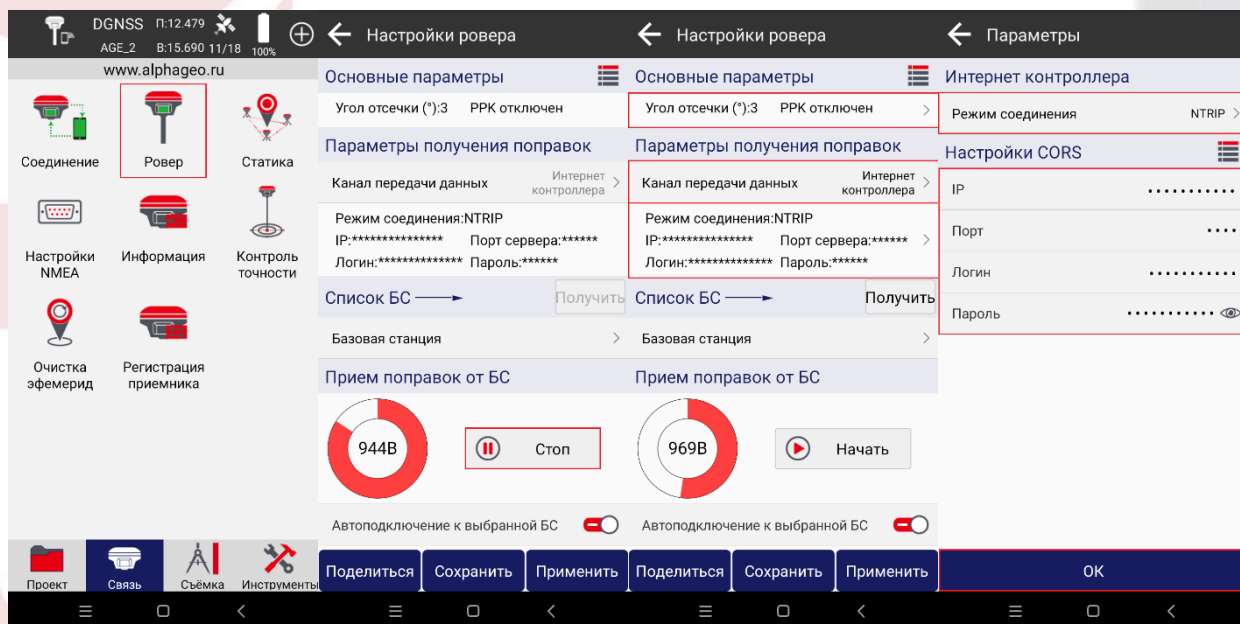 DGNSS П:12.479
AGE_2 В:15.690 11/18 100%
www.alphageo.ru
Соединение
Ровер
Статика
Настройки
NMEA
Информация
Контроль
точности
Очистка
эфемерид
Регистрация
приемника
Проект
Связь
Съёмка
Инструменты
Настройки ровера
Основные параметры
Угол отсечки (°):3 PPK отключен
Параметры получения поправок
Канал передачи данных
Интернет
контроллера
Режим соединения:NTRIP
IP:*************** Порт сервера:******
Логин:************** Пароль:******
Список БС
Получить
Базовая станция
Прием поправок от БС
944B
Стоп
Автоподключение к выбранной БС
Поделиться
Сохранить
Применить
Настройки ровера
Основные параметры
Угол отсечки (°):3 PPK отключен
Параметры получения поправок
Канал передачи данных
Интернет
контроллера
Режим соединения:NTRIP
IP:*************** Порт сервера:******
Логин:************** Пароль:******
Список БС
Получить
Базовая станция
Прием поправок от БС
969B
Начать
Автоподключение к выбранной БС
Поделиться
Сохранить
Применить
Параметры
Интернет контроллера
Режим соединения NTRIP
Настройки CORS
IP ...........
Порт ....
Логин ...........
Пароль ...........
ОК